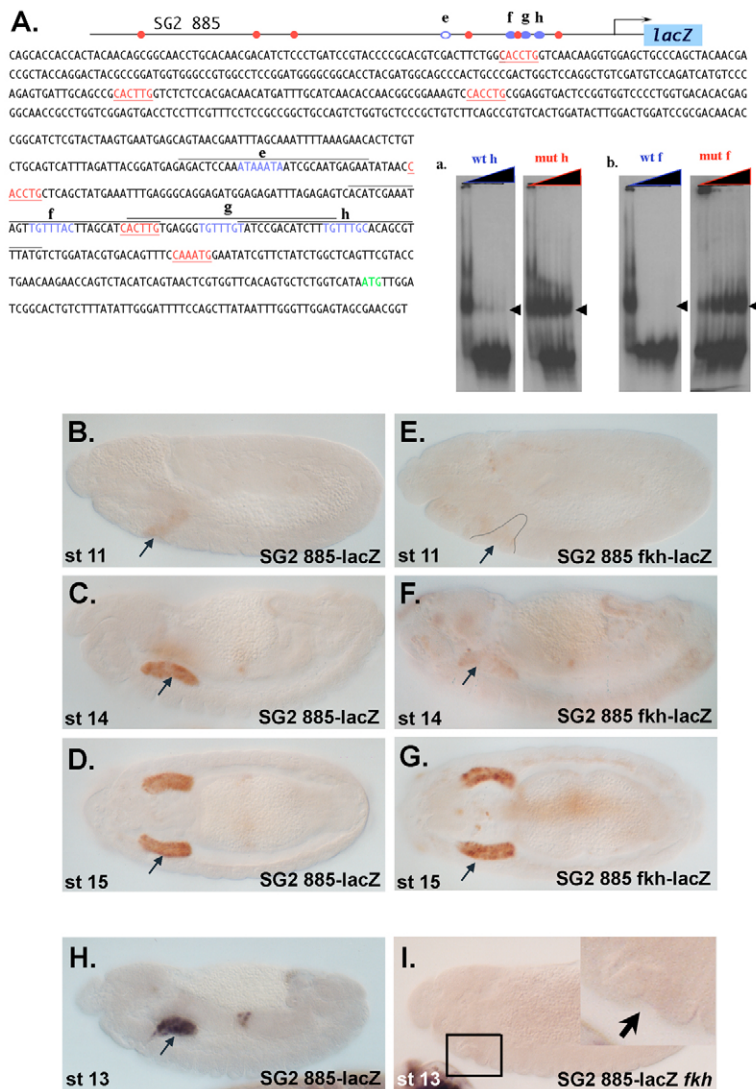 A.
SG2 885
e f g h
lacZ
CAGCACCACCACTACAACAGCGGCAACCTGCACAACGACATCTCCCTGATCCGTACCCCGCACGTCGACTTCTGGCACCTGGTCAACAAGGTGGAGCTGCCCAGCTACAACGA
CCGCTACCAGGACTACGCCGGATGGTGGGCCGTGGCCTCCGGATGGGGCGGCACCTACGATGGCAGCCCCCTGCCCGACTGGCTCCAGGCTGTCGATGTCCAGATCATGTCCC
AGAGTGATTGCAGCCGCACTTGGTCTCTCCACGACAACATGATTTGCATCAACACCAACGGCGGAAAGTCCACCTGCGGAGGTGACTCCGGTGGTCCCCTGGTGACACACGAG
GGCAACCGCCTGGTCGGAGTGACCTCCTTCGTTTCCTCCGCCGGCTGCCAGTCTGGTGCTCCCGCTGTCTTCAGCCGTGTCACTGGATACTTGGACTGGATCCGCGACAACAC
CGGCATCTCGTACTAAGTGAATGAGCAGTAACGAATTTAGCAAATTTTAAAGAACACTCTGT
e
CTGCAGTCATTTAGATTACGGATGAGAGACTCCAAATAAATAATCGCAATGAGAATATAACC
ACCTGCTCAGCTATGAAATTTGAGGGCAGGAGATGGAGAGATTTAGAGAGTCACATCGAAAT
f g h
AGTTGTTTACTTAGCATCACTTGTGAGGGTGTTTGTATCCGACATCTTTGTTTGCACAGCGT
TTATGTCTGGATACGTGACAGTTTCCAAATGGAATATCGTTCTATCTGGCTCAGTTCGTACC
TGAACAAGAACCAGTCTACATCAGTAACTCGTGGTTCACAGTGCTCTGGTCATAATGTTGGA
TCGGCACTGTCTTTATATTGGGATTTTCCAGCTTATAATTTGGGTTGGAGTAGCGAACGGT
a. wt h mut h b. wt f mut f
B.
st 11 SG2 885-lacZ
E.
st 11 SG2 885 fkh-lacZ
C.
st 14 SG2 885-lacZ
F.
st 14 SG2 885 fkh-lacZ
D.
st 15 SG2 885-lacZ
G.
st 15 SG2 885 fkh-lacZ
H.
st 13 SG2 885-lacZ
I.
st 13 SG2 885-lacZ fkh